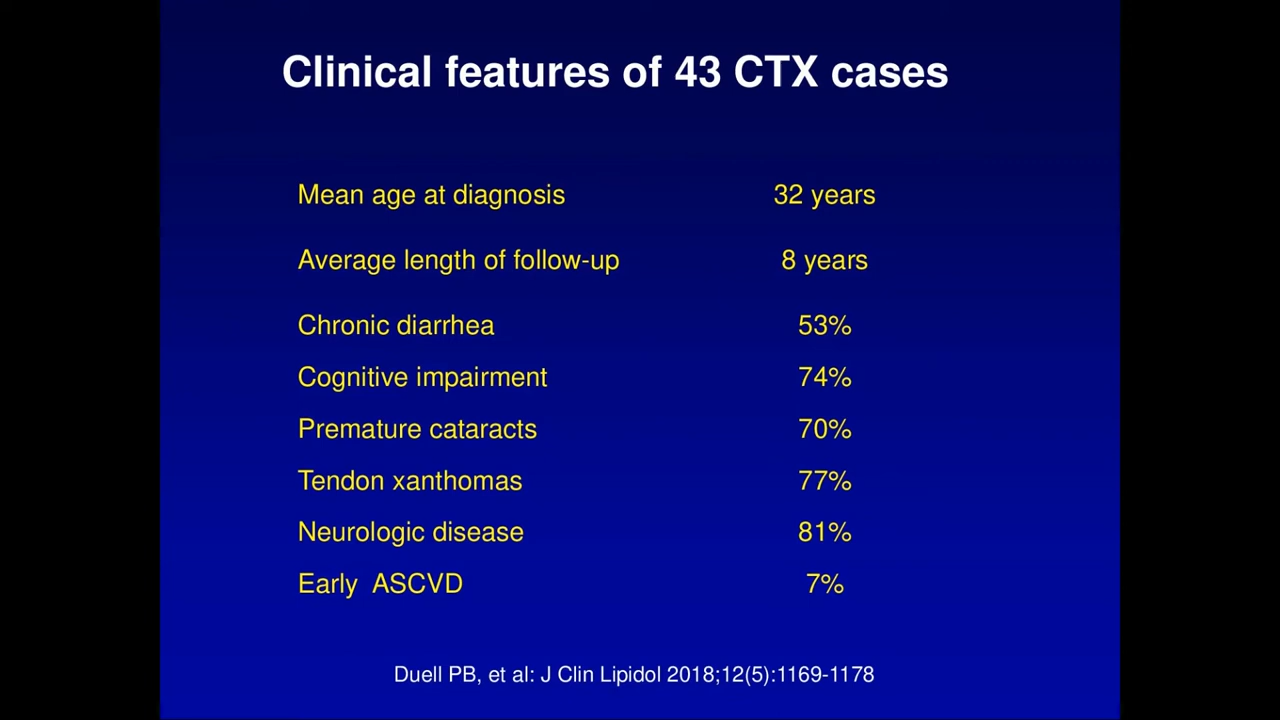 Clinical features of 43 CTX cases
Mean age at diagnosis 32 years
Average length of follow-up 8 years
Chronic diarrhea 53%
Cognitive impairment 74%
Premature cataracts 70%
Tendon xanthomas 77%
Neurologic disease 81%
Early ASCVD 7%
Duell PB, et al: J Clin Lipidol 2018;12(5):1169-1178